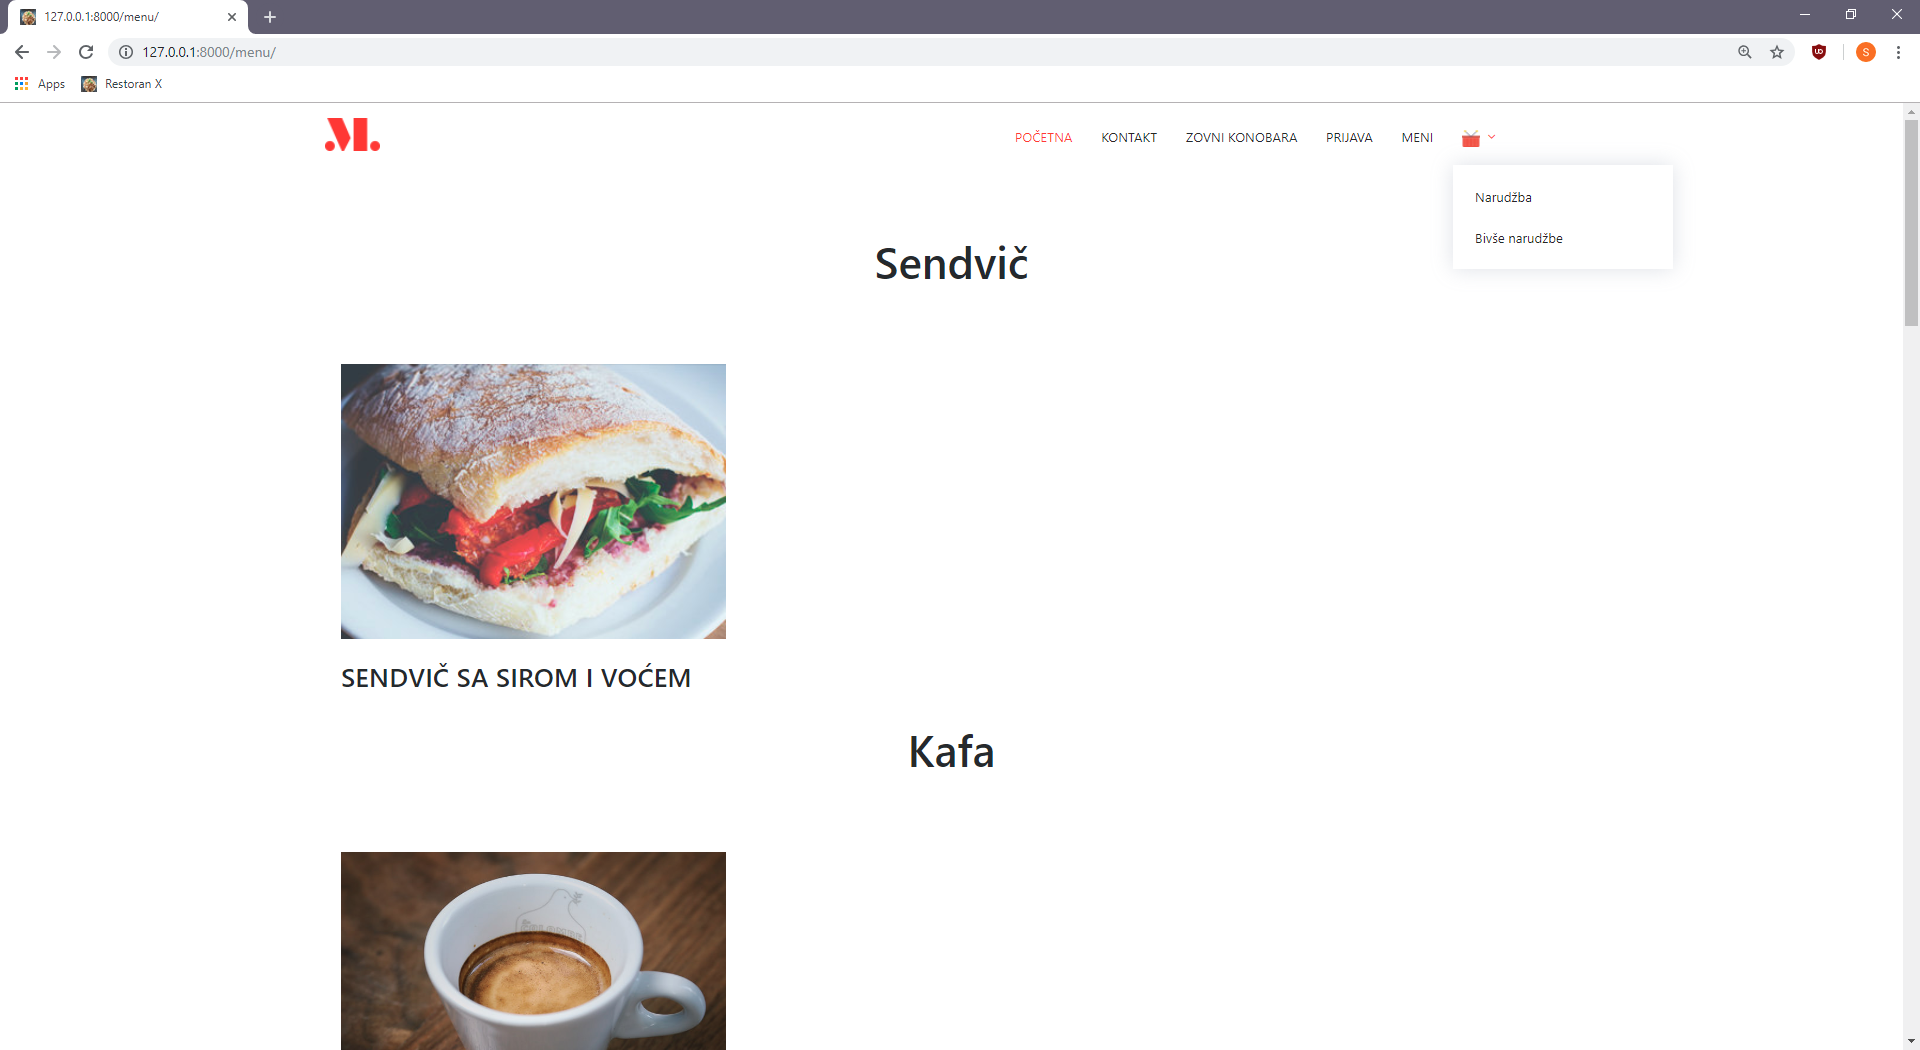 127.0.0.1:8000/menu/
127.0.0.1:8000/menu/
S
Apps
Restoran X
M.
POČETNA
KONTAKT
ZOVNI KONOBARA
PRIJAVA
MENI
Narudžba
Bivše narudžbe
Sendvič
SENDVIČ SA SIROM I VOĆEM
Kafa